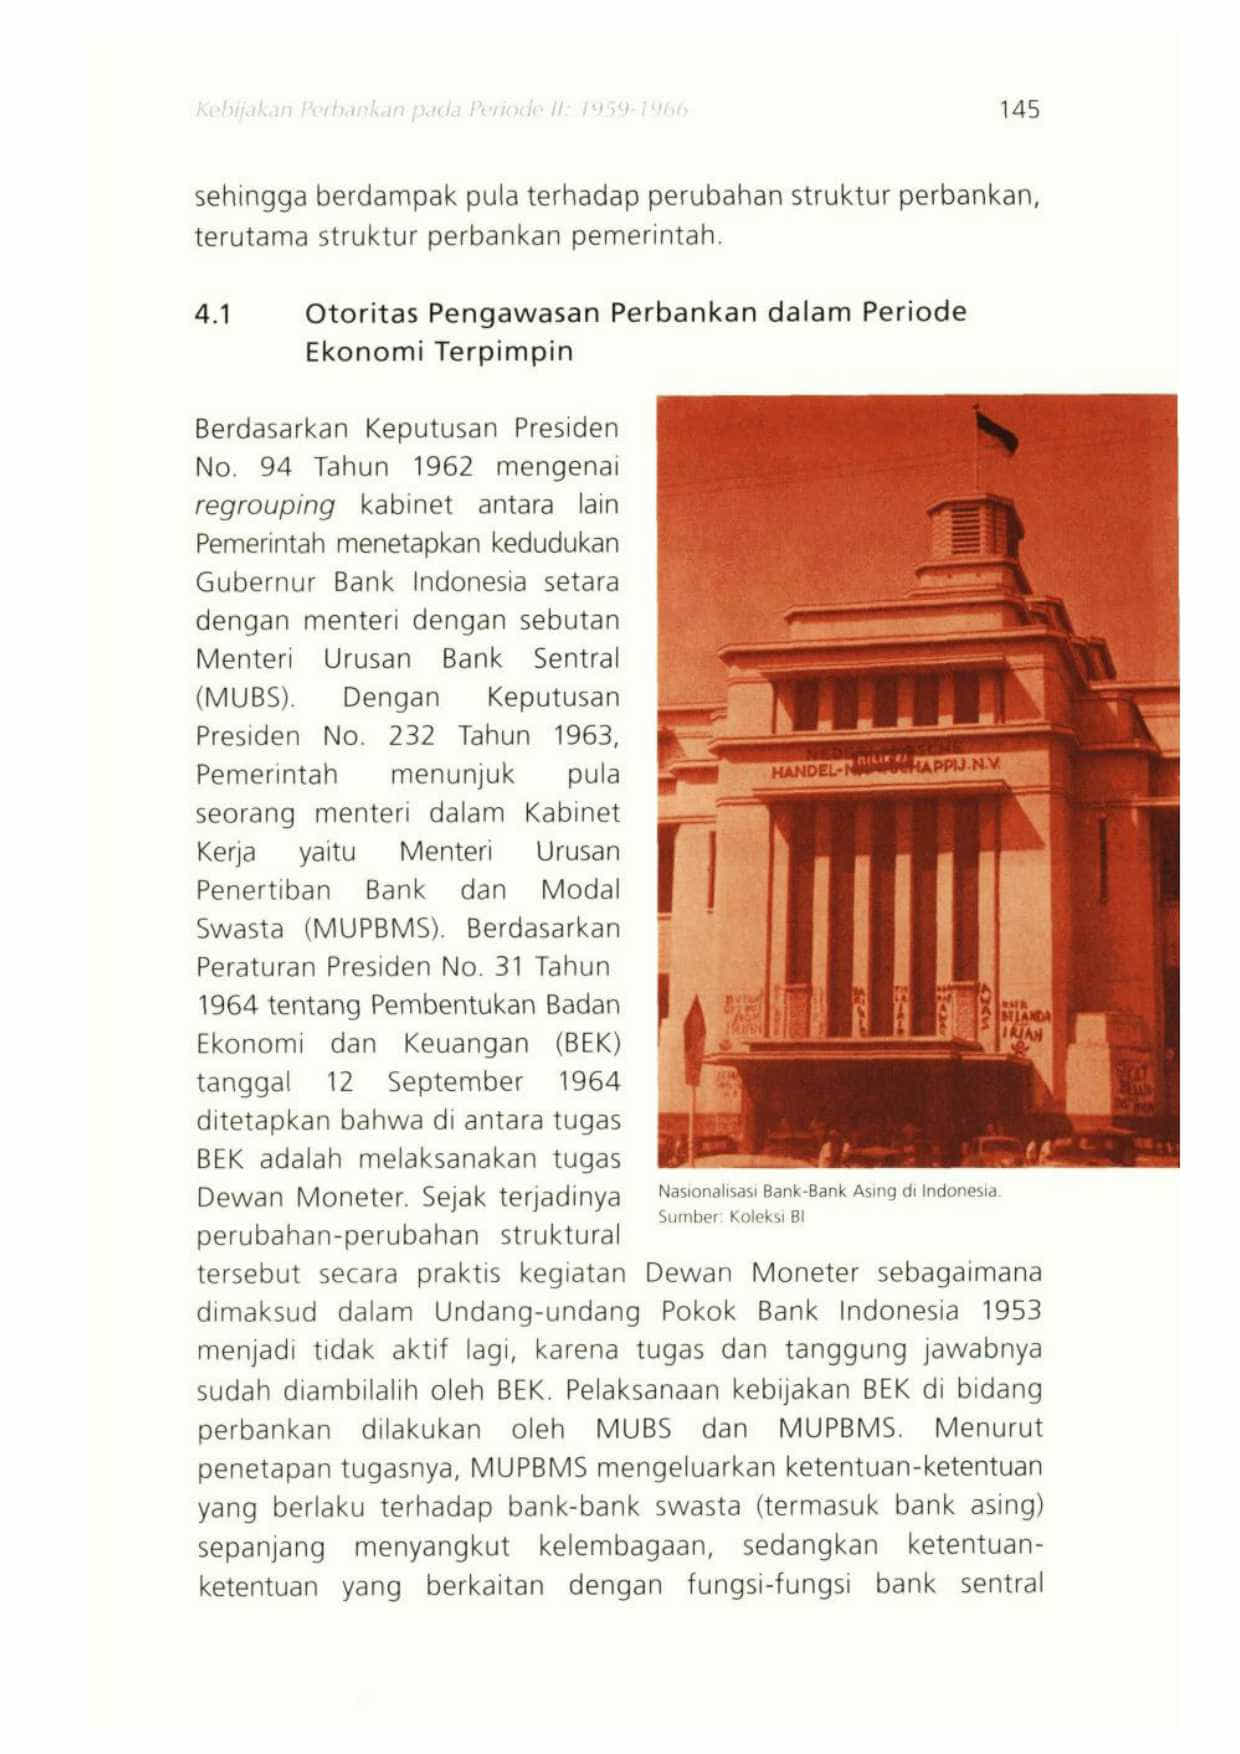 Kebijakan Perbankan pada Periode II: 1959-1966
145
sehingga berdampak pula terhadap perubahan struktur perbankan,
terutama struktur perbankan pemerintah.
4.1 Otoritas Pengawasan Perbankan dalam Periode
Ekonomi Terpimpin
Berdasarkan Keputusan Presiden
No. 94 Tahun 1962 mengenai
regrouping kabinet antara lain
Pemerintah menetapkan kedudukan
Gubernur Bank Indonesia setara
dengan menteri dengan sebutan
Menteri Urusan Bank Sentral
(MUBS). Dengan Keputusan
Presiden No. 232 Tahun 1963,
Pemerintah menunjuk pula
seorang menteri dalam Kabinet
Kerja yaitu Menteri Urusan
Penertiban Bank dan Modal
Swasta (MUPBMS). Berdasarkan
Peraturan Presiden No. 31 Tahun
1964 tentang Pembentukan Badan
Ekonomi dan Keuangan (BEK)
tanggal 12 September 1964
ditetapkan bahwa di antara tugas
BEK adalah melaksanakan tugas
Dewan Moneter. Sejak terjadinya
perubahan-perubahan struktural
HANDEL-
N.V.
BELANDA
Nasionalisasi Bank-Bank Asing di Indonesia.
Sumber: Koleksi BI
tersebut secara praktis kegiatan Dewan Moneter sebagaimana
dimaksud dalam Undang-undang Pokok Bank Indonesia 1953
menjadi tidak aktif lagi, karena tugas dan tanggung jawabnya
sudah diambilalih oleh BEK. Pelaksanaan kebijakan BEK di bidang
perbankan dilakukan oleh MUBS dan MUPBMS. Menurut
penetapan tugasnya, MUPBMS mengeluarkan ketentuan-ketentuan
yang berlaku terhadap bank-bank swasta (termasuk bank asing)
sepanjang menyangkut kelembagaan, sedangkan ketentuan-
ketentuan yang berkaitan dengan fungsi-fungsi bank sentral